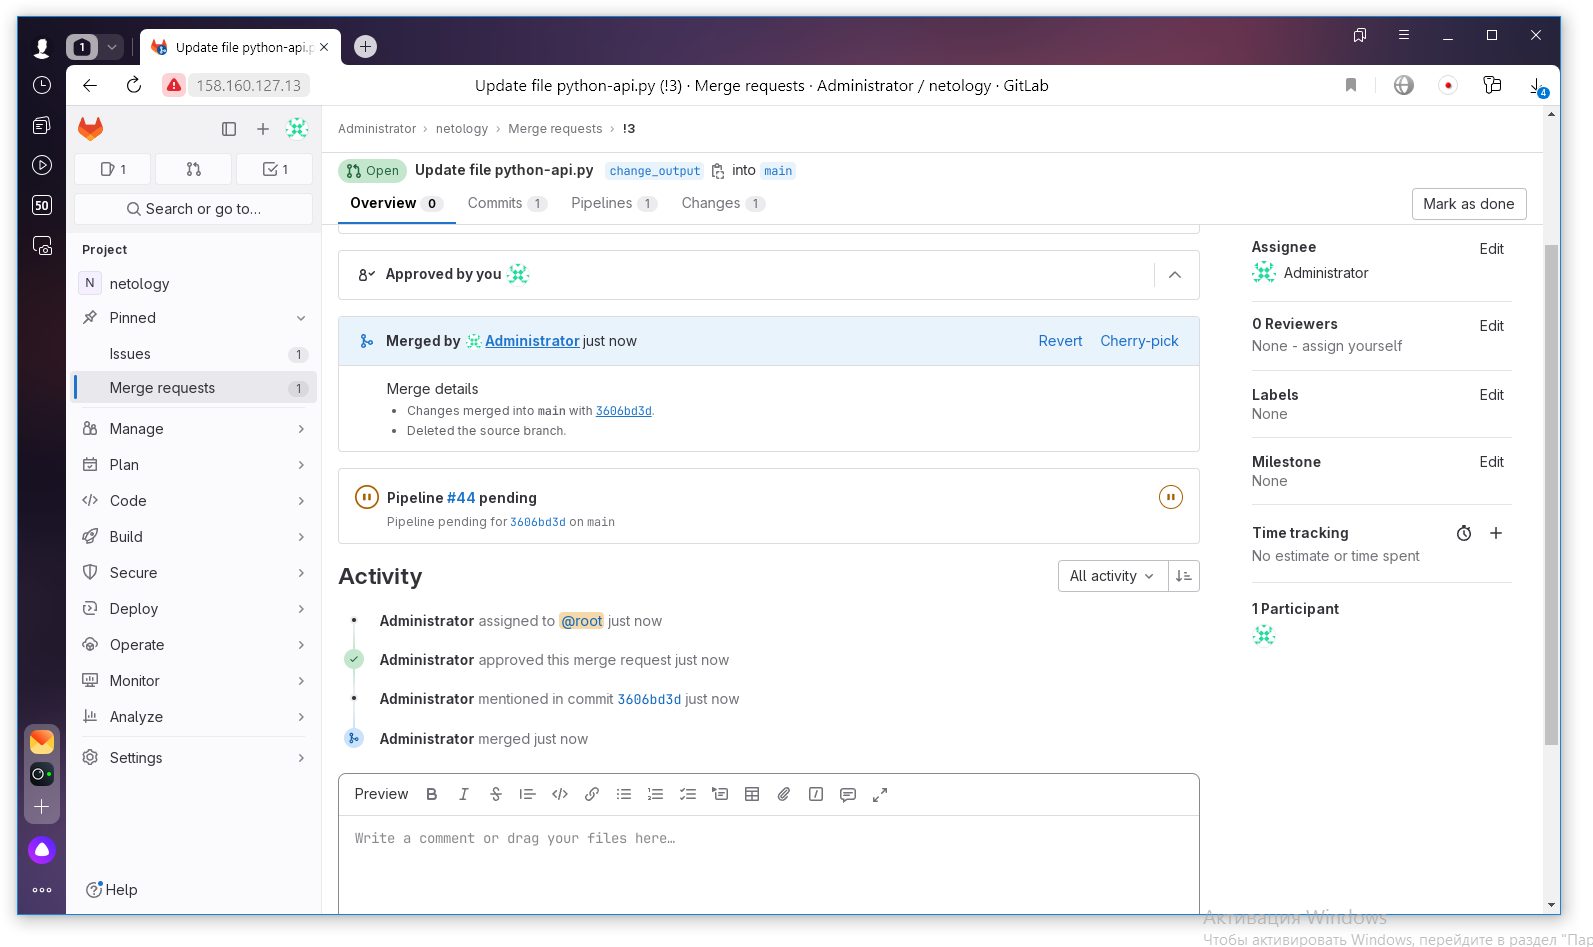 1
Update file python-api.p
158.160.127.13
Update file python-api.py (!3) · Merge requests · Administrator / netology · GitLab
4
50
1
1
Search or go to…
Project
N netology
Pinned
Issues 1
Merge requests 1
Manage
Plan
Code
Build
Secure
Deploy
Operate
Monitor
Analyze
Settings
Help
Administrator › netology › Merge requests › !3
Open Update file python-api.py change_output into main
Overview 0 Commits 1 Pipelines 1 Changes 1
Mark as done
Approved by you
Merged by Administrator just now
Revert Cherry-pick
Merge details
• Changes merged into main with 3606bd3d.
• Deleted the source branch.
Pipeline #44 pending
Pipeline pending for 3606bd3d on main
Activity
All activity
Administrator assigned to @root just now
Administrator approved this merge request just now
Administrator mentioned in commit 3606bd3d just now
Administrator merged just now
Preview
Write a comment or drag your files here…
Assignee Edit
Administrator
0 Reviewers Edit
None - assign yourself
Labels Edit
None
Milestone Edit
None
Time tracking
No estimate or time spent
1 Participant
Активация Windows
Чтобы активировать Windows, перейдите в раздел "Пар